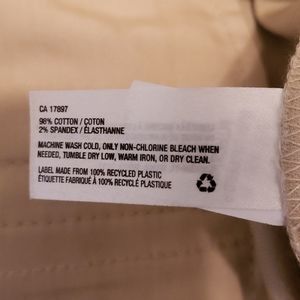 CA 17897
98% COTTON / COTON
2% SPANDEX / ÉLASTHANNE
MACHINE WASH COLD, ONLY NON-CHLORINE BLEACH WHEN
NEEDED, TUMBLE DRY LOW, WARM IRON, OR DRY CLEAN.
LABEL MADE FROM 100% RECYCLED PLASTIC
ÉTIQUETTE FABRIQUÉ À 100% RECYCLÉ PLASTIC